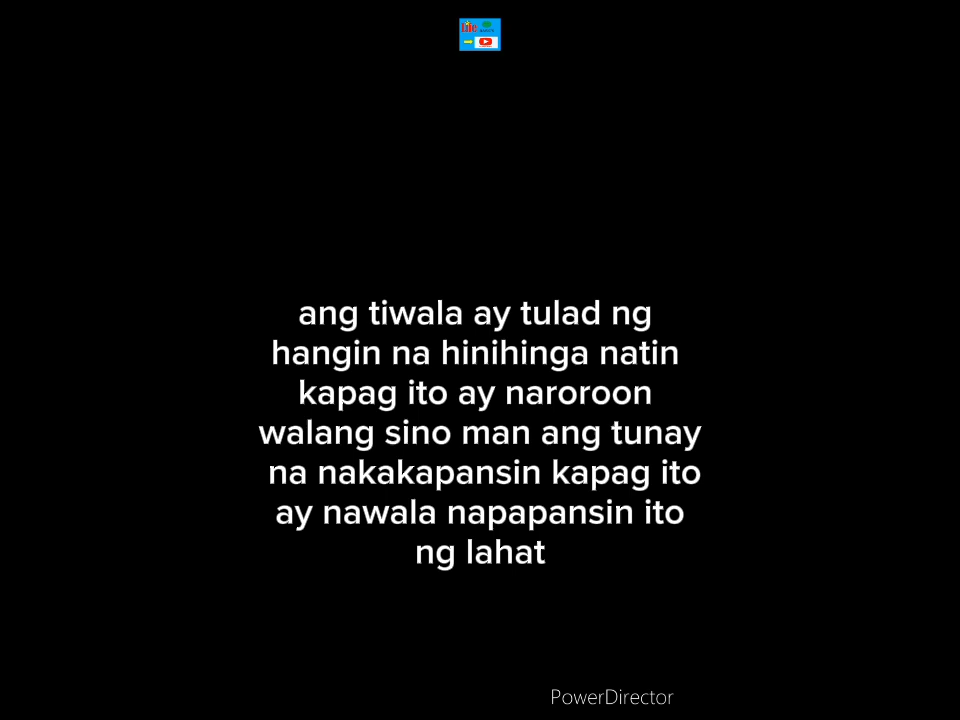 Life
ang tiwala ay tulad ng
hangin na hinihinga natin
kapag ito ay naroroon
walang sino man ang tunay
na nakakapansin kapag ito
ay nawala napapansin ito
ng lahat
PowerDirector